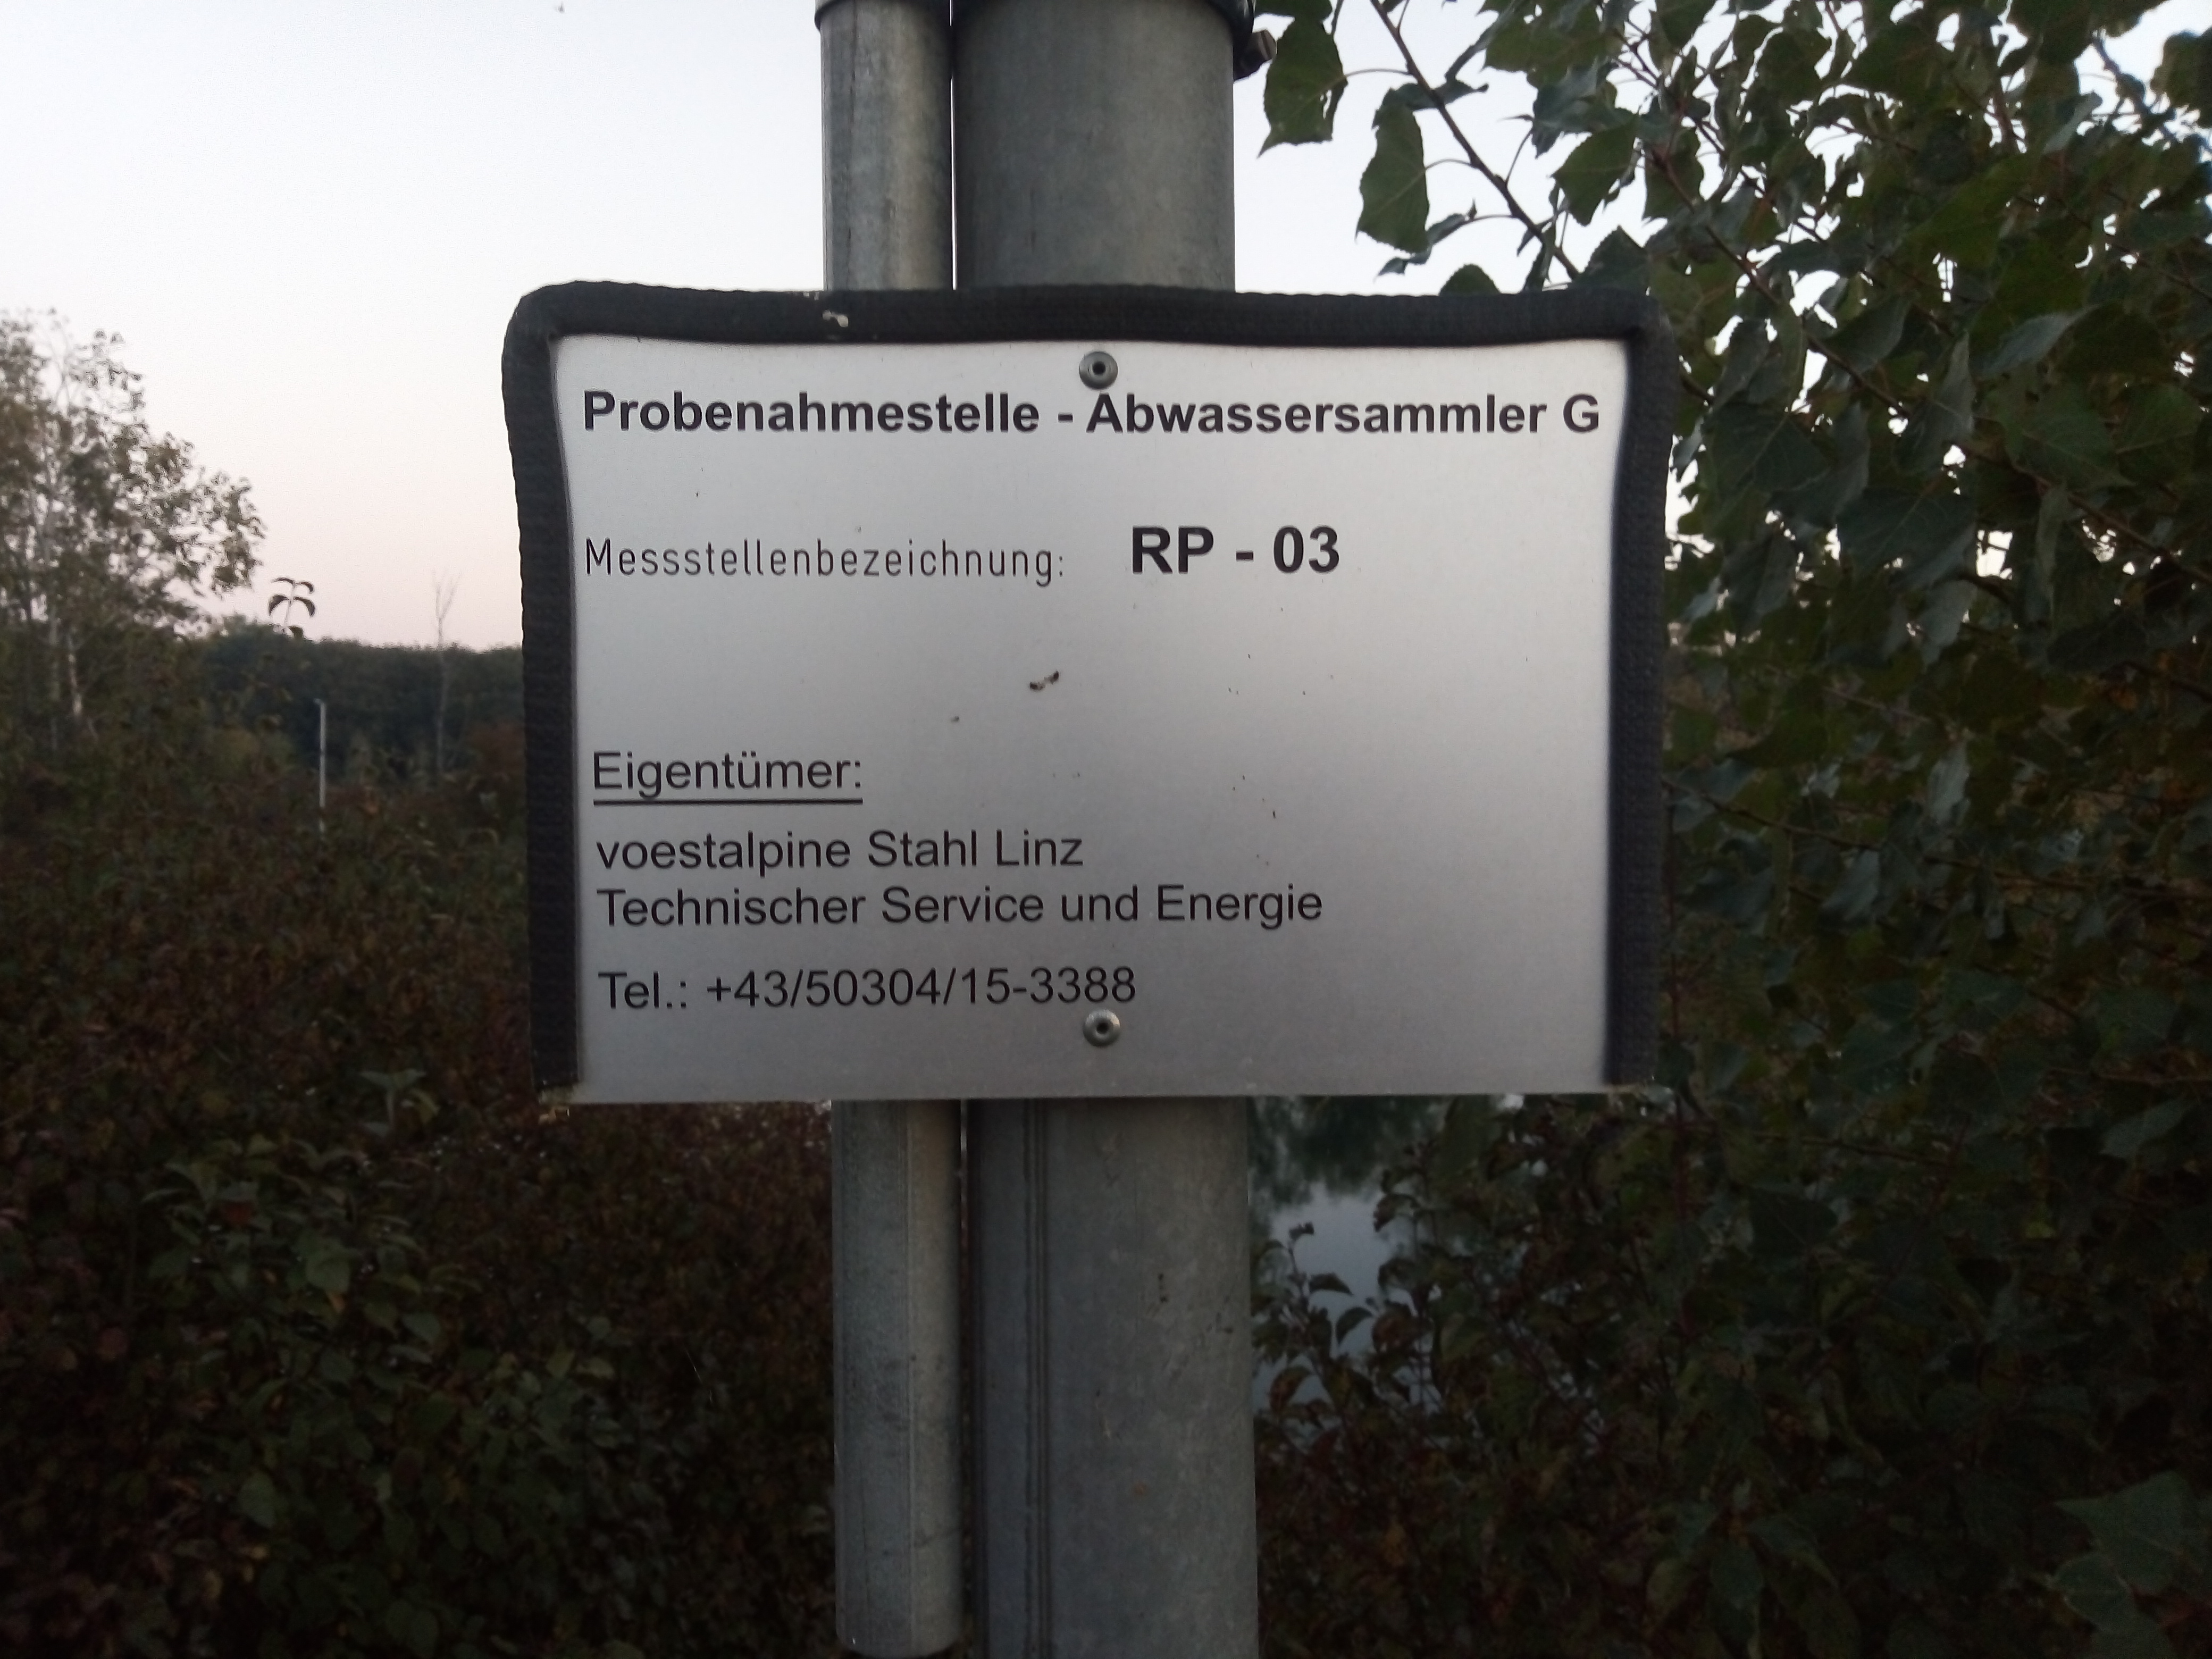 Probenahmestelle - Abwassersammler G
Messstellenbezeichnung: RP - 03
Eigentümer:
voestalpine Stahl Linz
Technischer Service und Energie
Tel.: +43/50304/15-3388